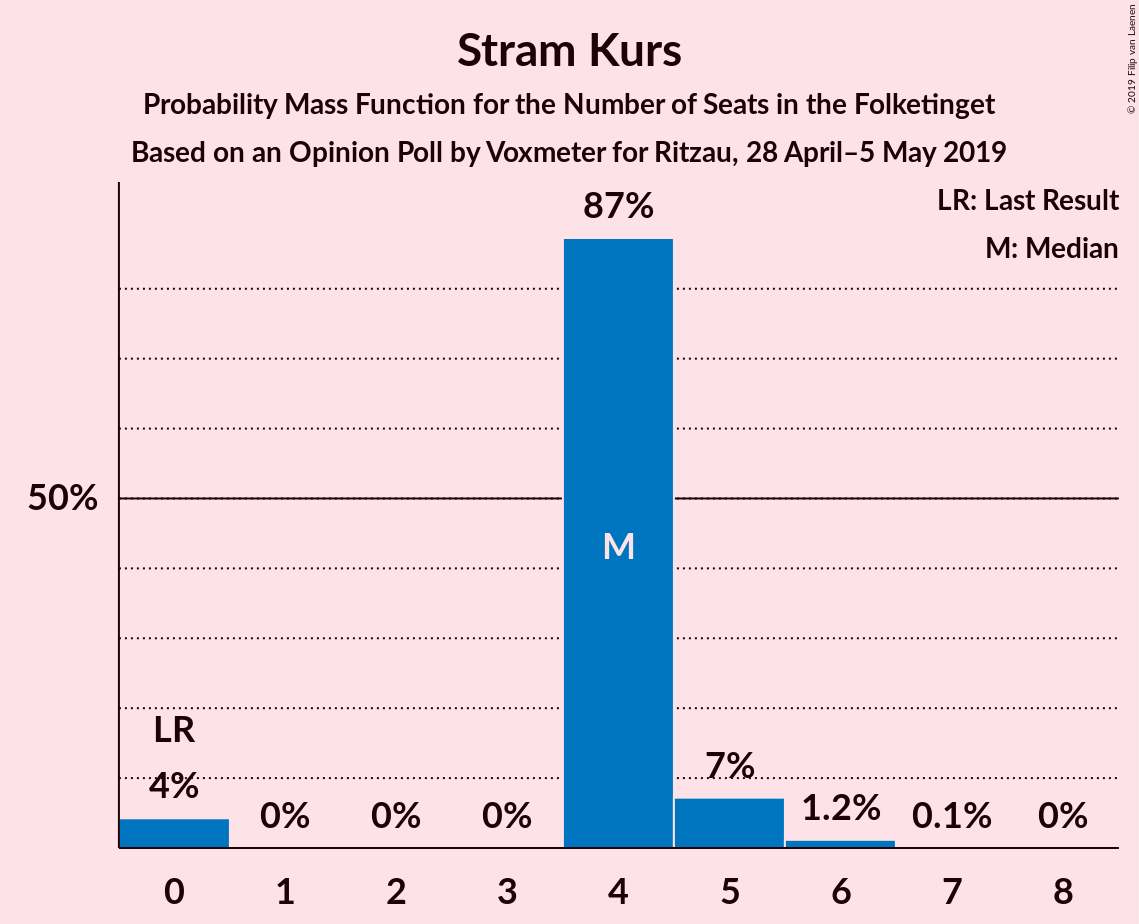 Stram Kurs
Probability Mass Function for the Number of Seats in the Folketinget
Based on an Opinion Poll by Voxmeter for Ritzau, 28 April–5 May 2019
© 2019 Filip van Laenen
LR: Last Result
M: Median
87%
50%
M
LR
4%
0%
0%
0%
7%
1.2%
0.1%
0%
0 1 2 3 4 5 6 7 8